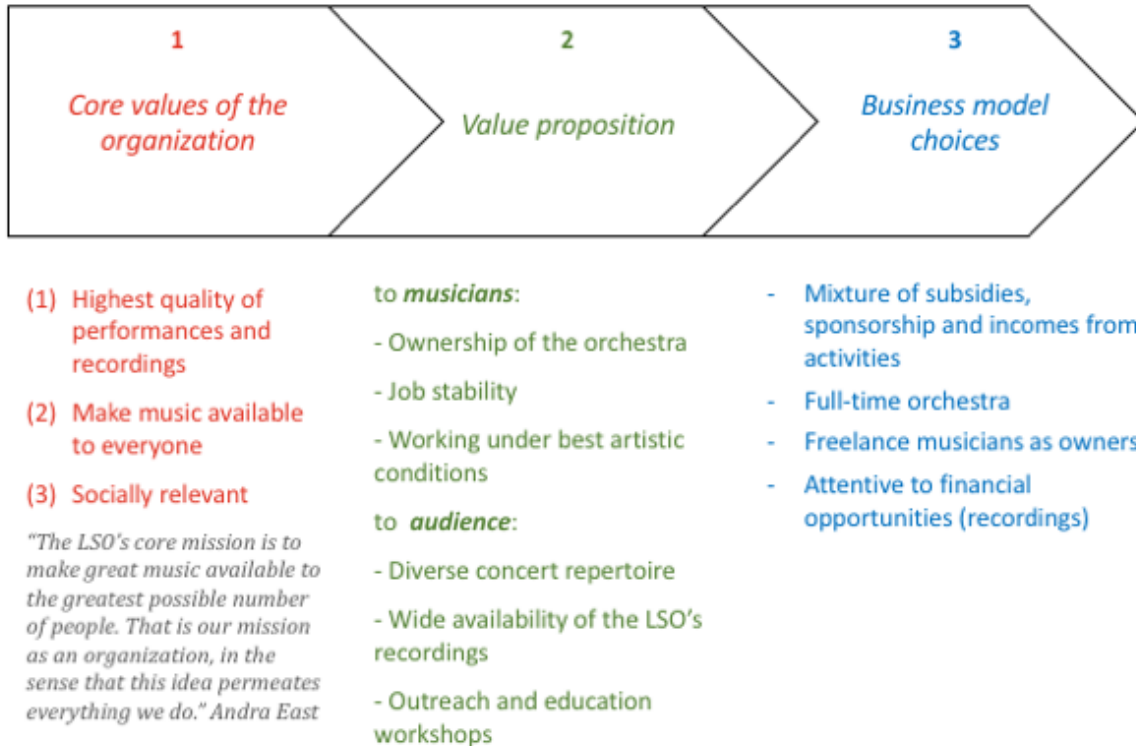 1
Core values of the
organization
2
Value proposition
3
Business model
choices
(1) Highest quality of
performances and
recordings
(2) Make music available
to everyone
(3) Socially relevant
"The LSO's core mission is to
make great music available to
the greatest possible number
of people. That is our mission
as an organization, in the
sense that this idea permeates
everything we do." Andra East
to musicians:
- Ownership of the orchestra
- Job stability
- Working under best artistic
conditions
to audience:
- Diverse concert repertoire
- Wide availability of the LSO's
recordings
- Outreach and education
workshops
- Mixture of subsidies,
sponsorship and incomes from
activities
- Full-time orchestra
- Freelance musicians as owners
- Attentive to financial
opportunities (recordings)